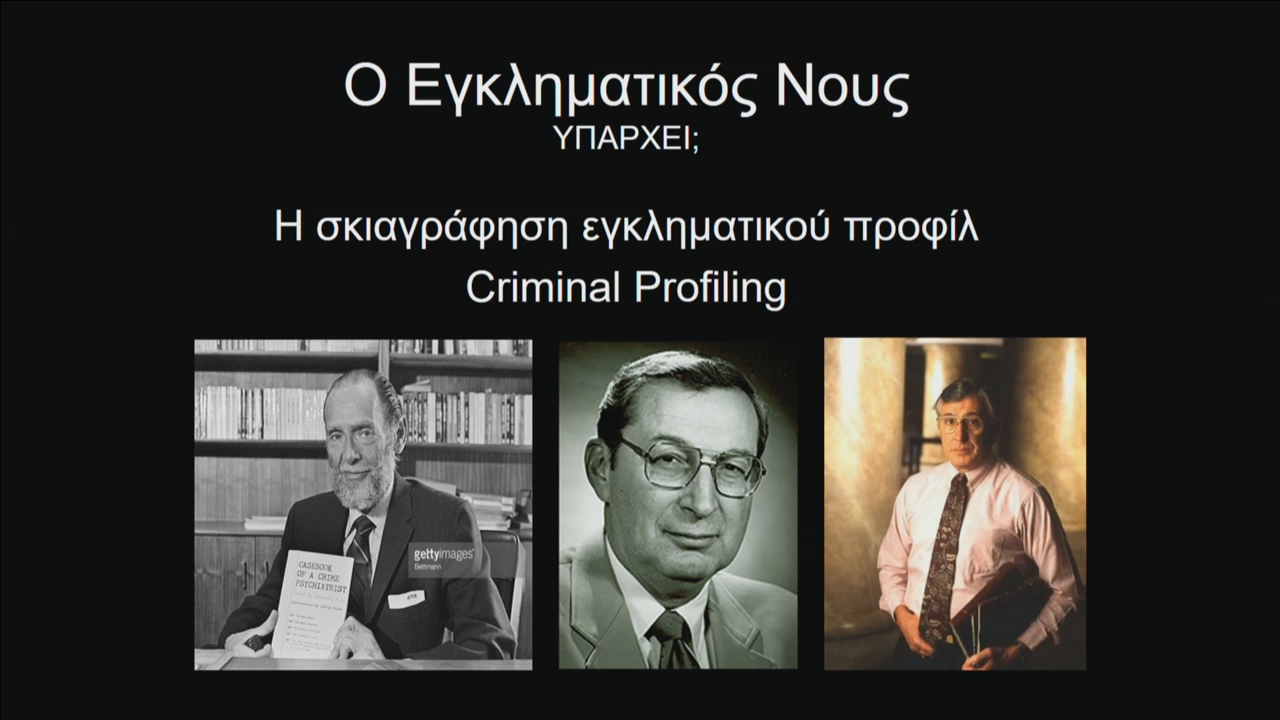 Ο Εγκληματικός Νους
ΥΠΑΡΧΕΙ;
Η σκιαγράφηση εγκληματικού προφίλ
Criminal Profiling
gettyimages
Bettmann
CASEBOOK
OF A CRIME
PSYCHIATRIST